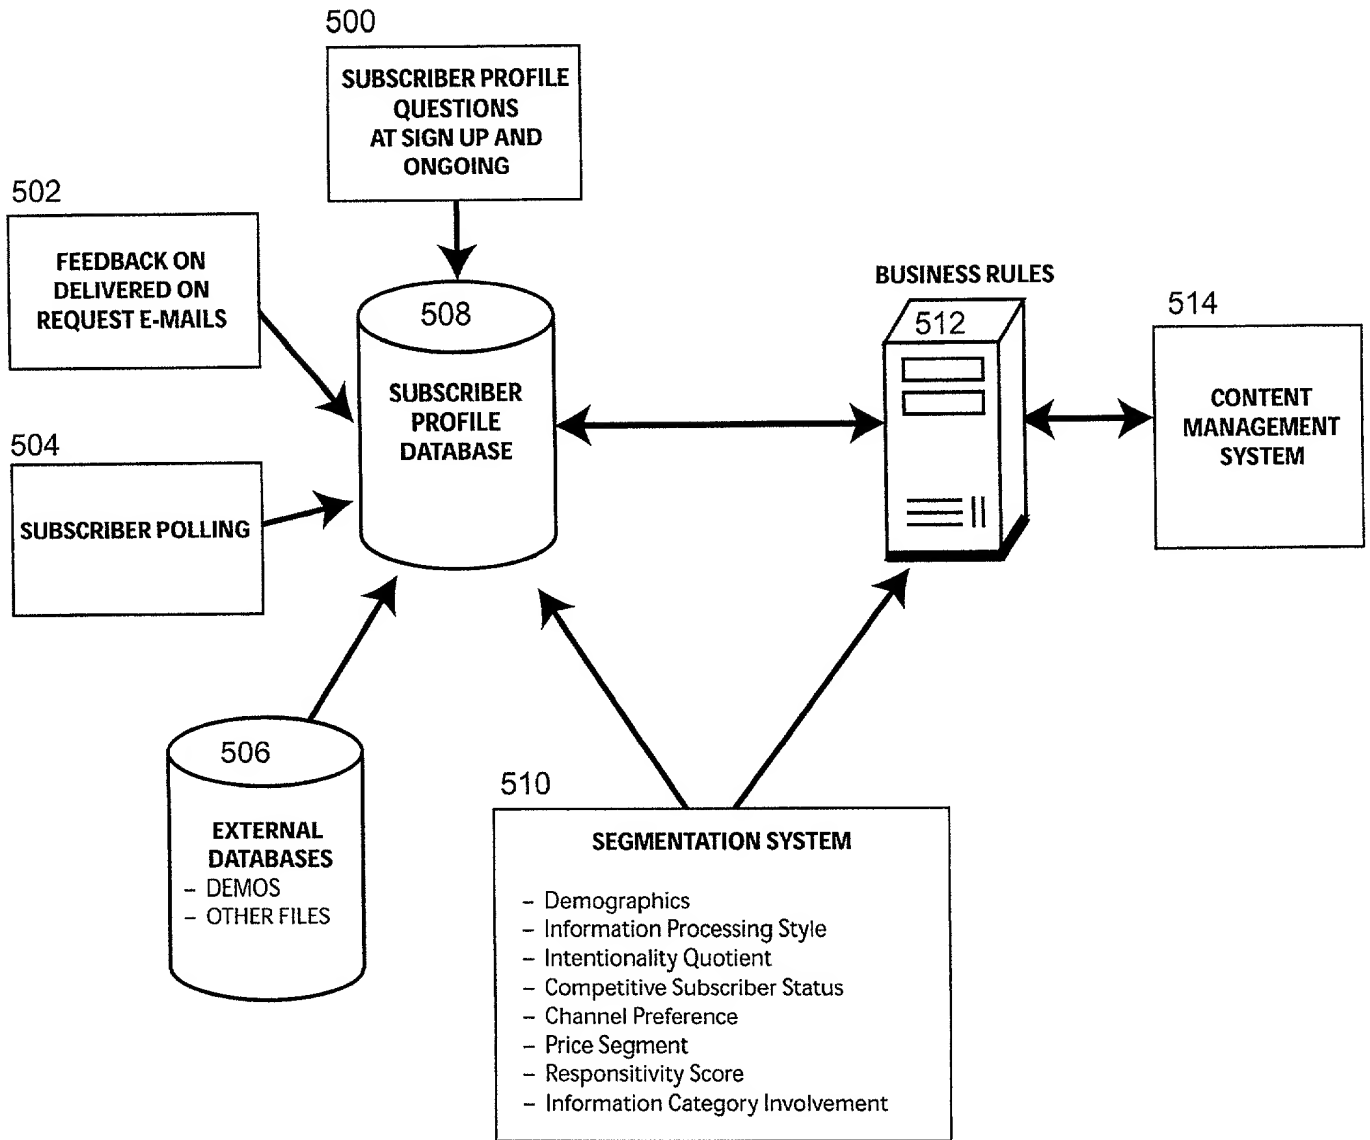 500
SUBSCRIBER PROFILE
QUESTIONS
AT SIGN UP AND
ONGOING
502
FEEDBACK ON
DELIVERED ON
REQUEST E-MAILS
504
SUBSCRIBER POLLING
508
SUBSCRIBER
PROFILE
DATABASE
BUSINESS RULES
512
514
CONTENT
MANAGEMENT
SYSTEM
506
EXTERNAL
DATABASES
– DEMOS
– OTHER FILES
510
SEGMENTATION SYSTEM
– Demographics
– Information Processing Style
– Intentionality Quotient
– Competitive Subscriber Status
– Channel Preference
– Price Segment
– Responsitivity Score
– Information Category Involvement